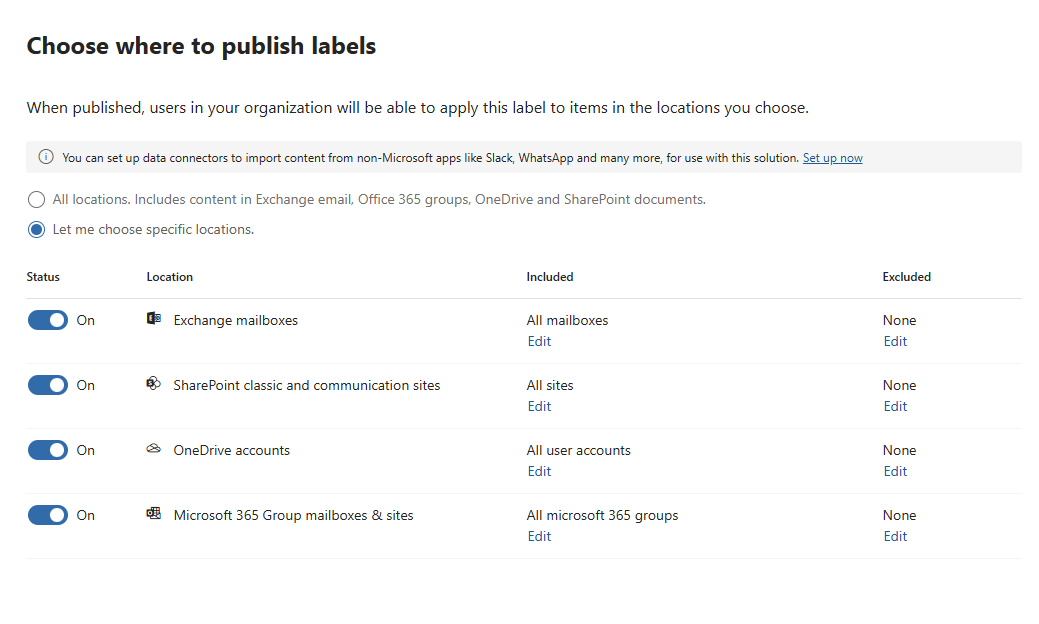 Choose where to publish labels
When published, users in your organization will be able to apply this label to items in the locations you choose.
You can set up data connectors to import content from non-Microsoft apps like Slack, WhatsApp and many more, for use with this solution. Set up now
All locations. Includes content in Exchange email, Office 365 groups, OneDrive and SharePoint documents.
Let me choose specific locations.
Status Location Included Excluded
On Exchange mailboxes All mailboxes None
Edit Edit
On SharePoint classic and communication sites All sites None
Edit Edit
On OneDrive accounts All user accounts None
Edit Edit
On Microsoft 365 Group mailboxes & sites All microsoft 365 groups None
Edit Edit